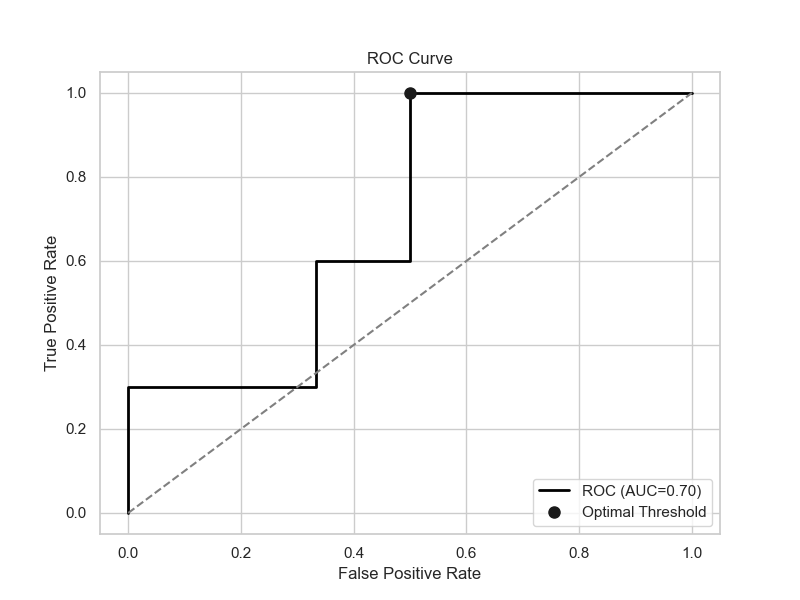 ROC Curve
True Positive Rate
1.0
0.8
0.6
0.4
0.2
0.0
ROC (AUC=0.70)
Optimal Threshold
0.0 0.2 0.4 0.6 0.8 1.0
False Positive Rate